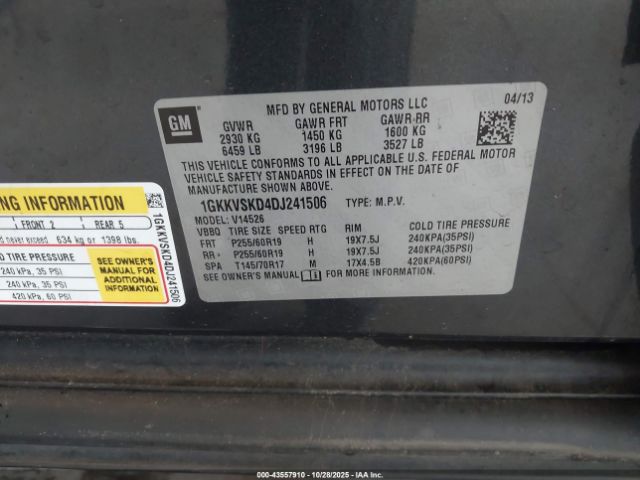 MFD BY GENERAL MOTORS LLC
04/13
GM
GVWR GAWR FRT GAWR RR
2930 KG 1450 KG 1600 KG
6459 LB 3196 LB 3527 LB
THIS VEHICLE CONFORMS TO ALL APPLICABLE U.S. FEDERAL MOTOR
VEHICLE SAFETY STANDARDS IN EFFECT ON THE DATE OF
MANUFACTURE SHOWN ABOVE.
1GKKVSKD4DJ241506 TYPE: M.P.V.
MODEL: V14526
VBBQ TIRE SIZE SPEED RTG RIM COLD TIRE PRESSURE
FRT P255/60R19 H 19X7.5J 240KPA(35PSI)
RR P255/60R19 H 19X7.5J 240KPA(35PSI)
SPA T145/70R17 M 17X4.5B 420KPA(60PSI)
SEE OWNER'S MANUAL FOR MORE INFORMATION.
NG INFORMATION
FRONT 2 REAR 5
never exceed 634 kg or 1398 lbs.
TIRE PRESSURE
240 kPa, 35 PSI
240 kPa, 35 PSI
420 kPa, 60 PSI
SEE OWNER'S
MANUAL FOR
ADDITIONAL
INFORMATION
1GKKVSKD4DJ241506
000-43557910 | 10/28/2025 | Copyright © IAA, LLC